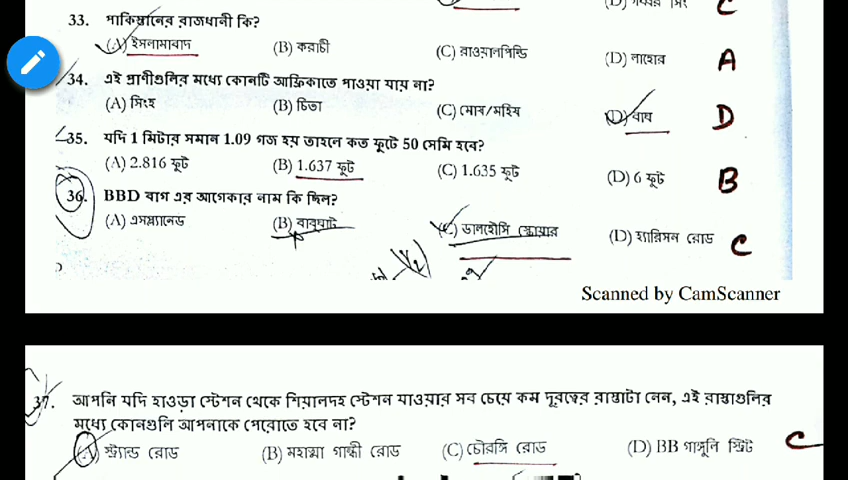 33. পাকিস্তানের রাজধানী কি?
(A) ইসলামাবাদ (B) করাচী (C) রাওয়ালপিন্ডি (D) লাহোর A
34. এই প্রাণীগুলির মধ্যে কোনটি আফ্রিকাতে পাওয়া যায় না?
(A) সিংহ (B) চিতা (C) মোষ/মহিষ (D) বাঘ D
35. যদি 1 মিটার সমান 1.09 গজ হয় তাহলে কত ফুটে 50 সেমি হবে?
(A) 2.816 ফুট (B) 1.637 ফুট (C) 1.635 ফুট (D) 6 ফুট B
36. BBD বাগ এর আগেকার নাম কি ছিল?
(A) এসপ্ল্যানেড (B) বাবুঘাট (C) ডালহৌসি স্কোয়ার (D) হ্যারিসন রোড C
Scanned by CamScanner
37. আপনি যদি হাওড়া স্টেশন থেকে শিয়ালদহ স্টেশন যাওয়ার সব চেয়ে কম দূরত্বের রাস্তাটা নেন, এই রাস্তাগুলির
মধ্যে কোনগুলি আপনাকে পেরোতে হবে না?
(A) স্ট্র্যান্ড রোড (B) মহাত্মা গান্ধী রোড (C) চৌরঙ্গি রোড (D) BB গাঙ্গুলি স্ট্রিট C